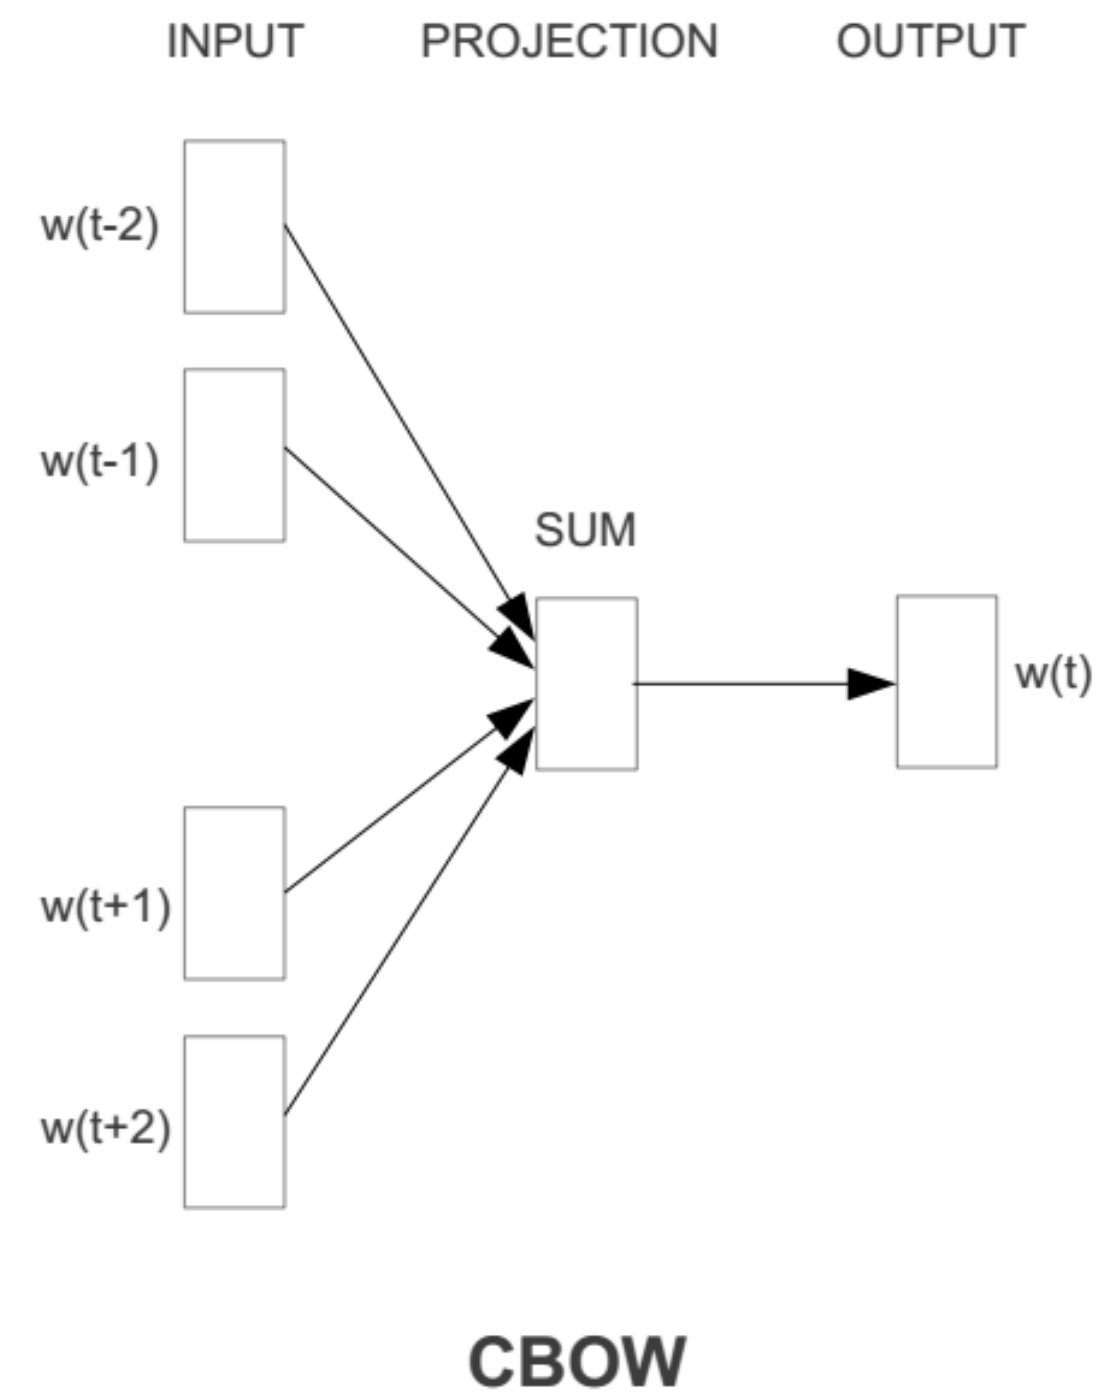 INPUT PROJECTION OUTPUT
w(t-2)
w(t-1)
SUM
w(t)
w(t+1)
w(t+2)
CBOW